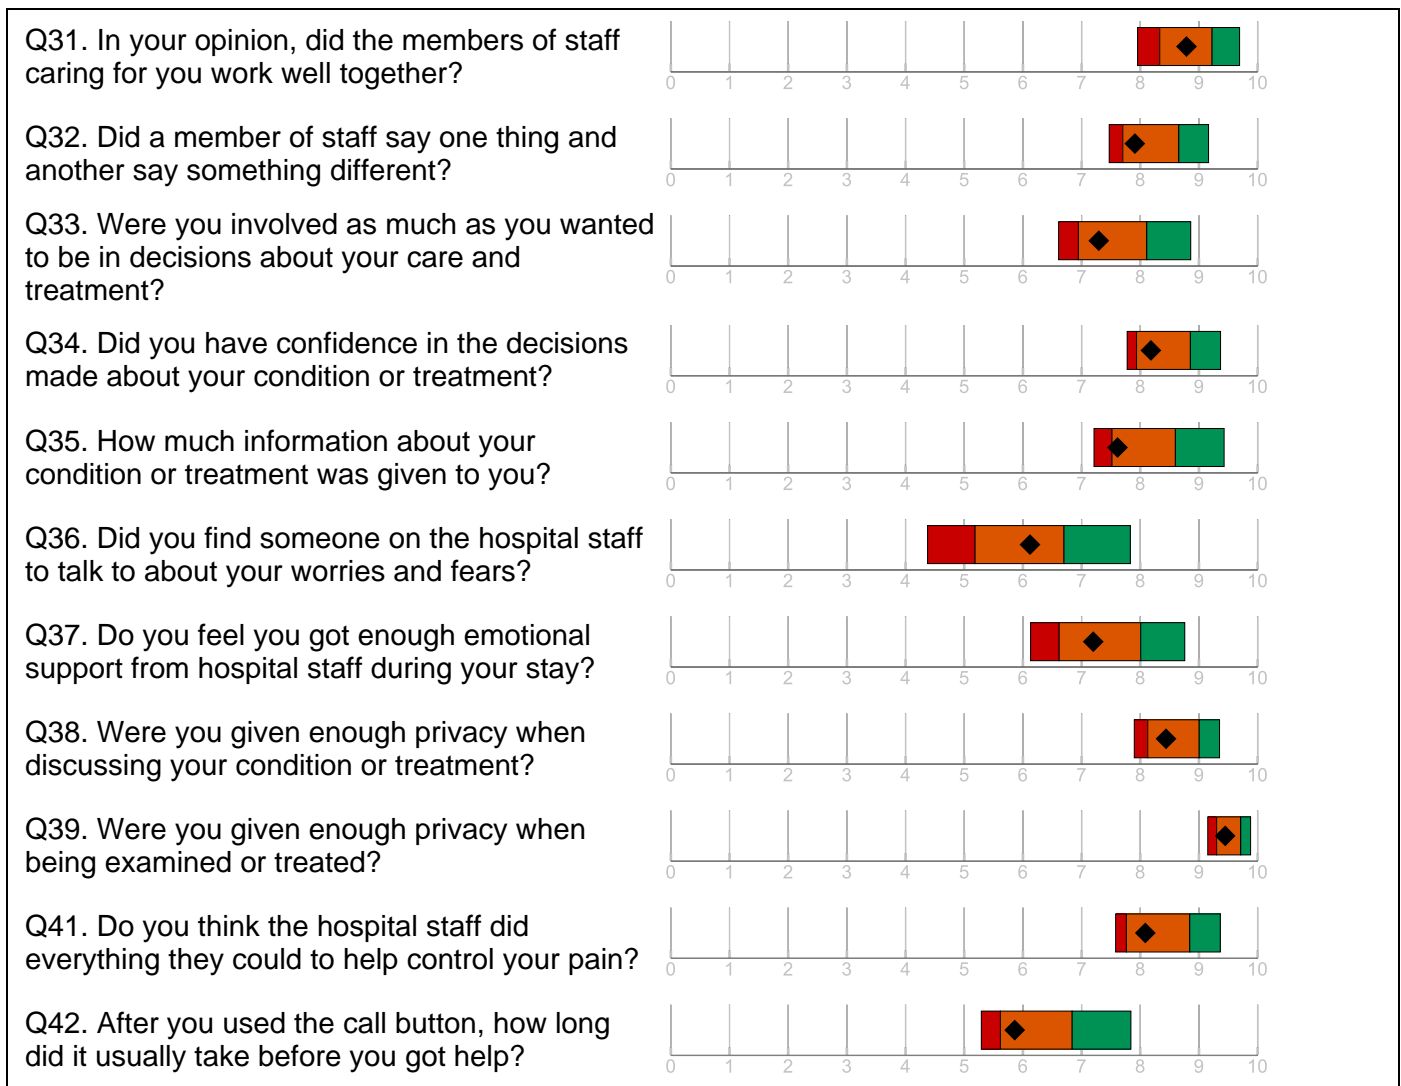 Q31. In your opinion, did the members of staff
caring for you work well together?
0 1 2 3 4 5 6 7 8 9 10
Q32. Did a member of staff say one thing and
another say something different?
0 1 2 3 4 5 6 7 8 9 10
Q33. Were you involved as much as you wanted
to be in decisions about your care and
treatment?
0 1 2 3 4 5 6 7 8 9 10
Q34. Did you have confidence in the decisions
made about your condition or treatment?
0 1 2 3 4 5 6 7 8 9 10
Q35. How much information about your
condition or treatment was given to you?
0 1 2 3 4 5 6 7 8 9 10
Q36. Did you find someone on the hospital staff
to talk to about your worries and fears?
0 1 2 3 4 5 6 7 8 9 10
Q37. Do you feel you got enough emotional
support from hospital staff during your stay?
0 1 2 3 4 5 6 7 8 9 10
Q38. Were you given enough privacy when
discussing your condition or treatment?
0 1 2 3 4 5 6 7 8 9 10
Q39. Were you given enough privacy when
being examined or treated?
0 1 2 3 4 5 6 7 8 9 10
Q41. Do you think the hospital staff did
everything they could to help control your pain?
0 1 2 3 4 5 6 7 8 9 10
Q42. After you used the call button, how long
did it usually take before you got help?
0 1 2 3 4 5 6 7 8 9 10